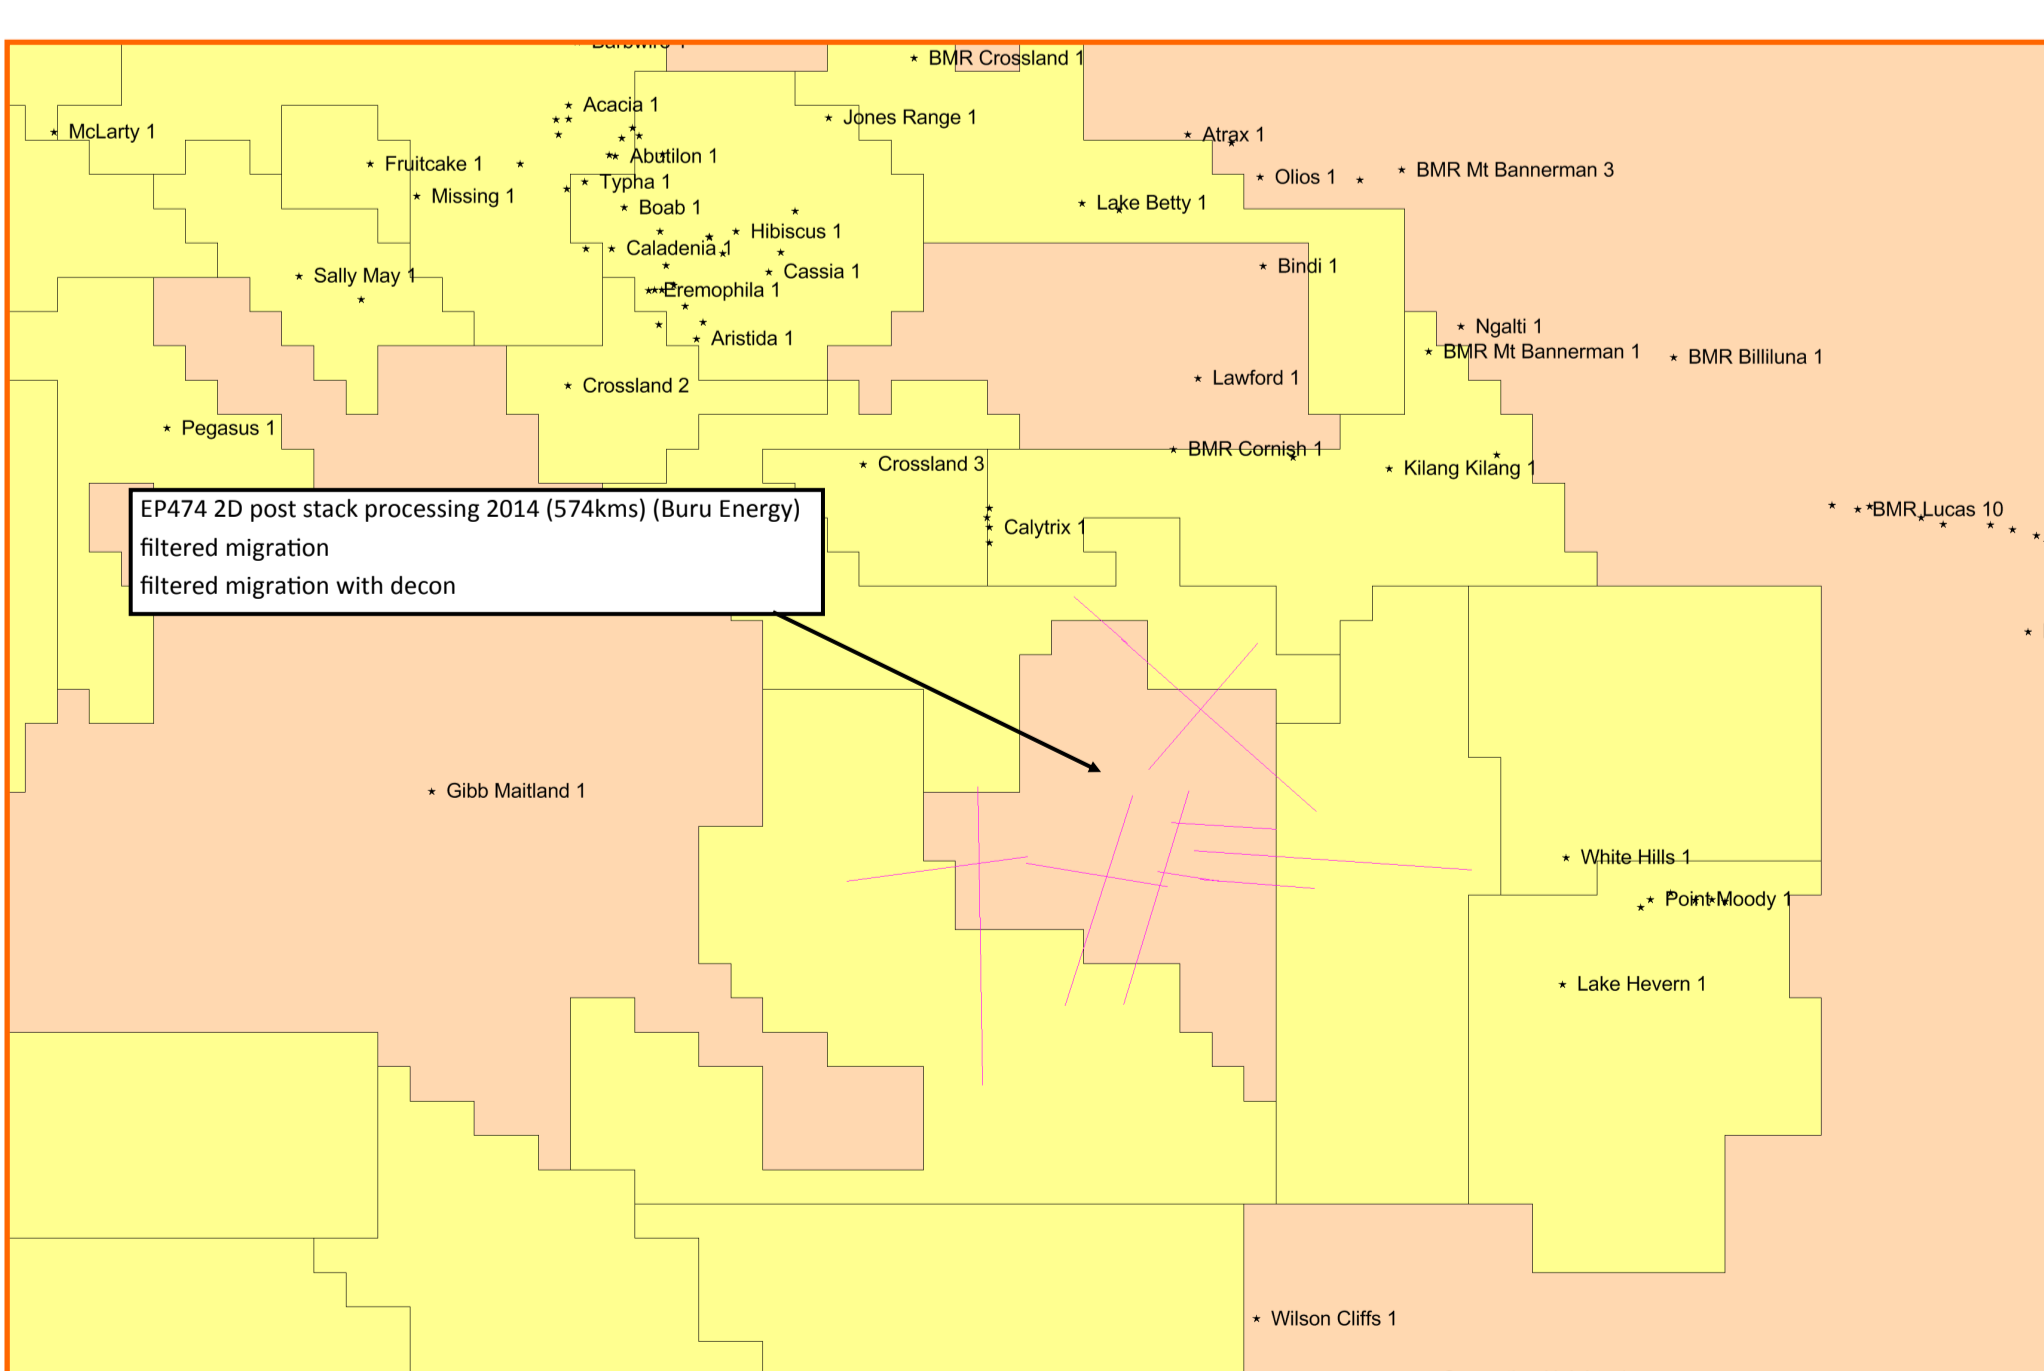 Barbwire 1
BMR Crossland 1
Acacia 1
Jones Range 1
McLarty 1
Atrax 1
Abutilon 1
Fruitcake 1
BMR Mt Bannerman 3
Olios 1
Typha 1
Missing 1
Lake Betty 1
Boab 1
Hibiscus 1
Caladenia 1
Bindi 1
Cassia 1
Sally May 1
Eremophila 1
Ngalti 1
Aristida 1
BMR Mt Bannerman 1
BMR Billiluna 1
Lawford 1
Crossland 2
Pegasus 1
BMR Cornish 1
Crossland 3
Kilang Kilang 1
EP474 2D post stack processing 2014 (574kms) (Buru Energy)
filtered migration
filtered migration with decon
BMR Lucas 10
Calytrix 1
Gibb Maitland 1
White Hills 1
Point Moody 1
Lake Hevern 1
Wilson Cliffs 1